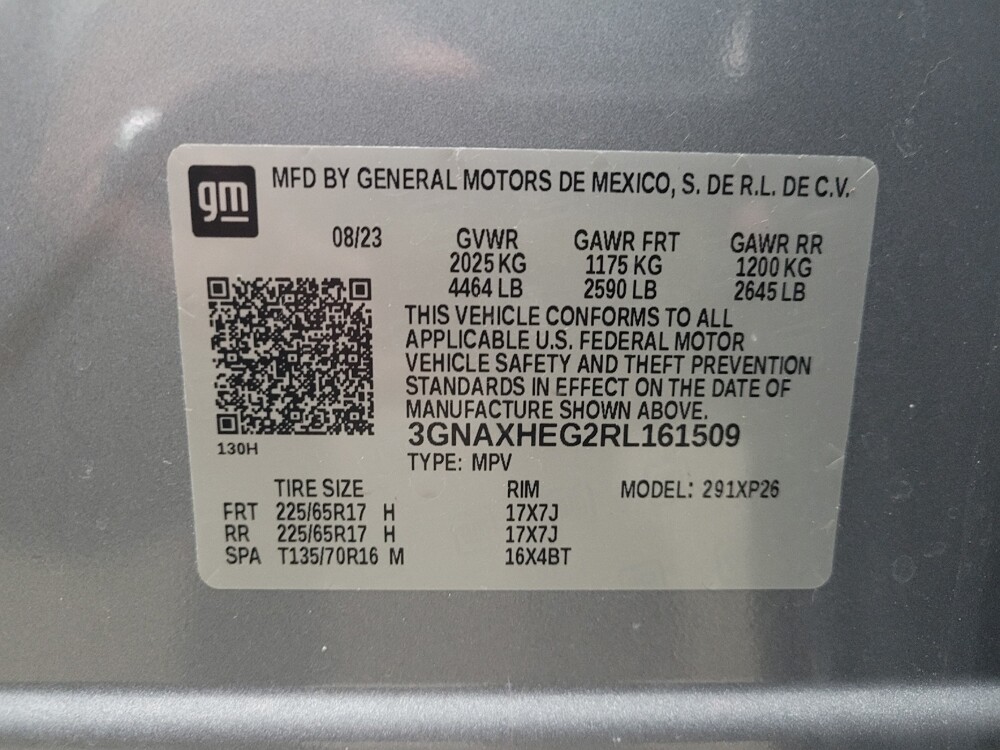 gm
MFD BY GENERAL MOTORS DE MEXICO, S. DE R.L. DE C.V.
08/23 GVWR GAWR FRT GAWR RR
2025 KG 1175 KG 1200 KG
4464 LB 2590 LB 2645 LB
THIS VEHICLE CONFORMS TO ALL
APPLICABLE U.S. FEDERAL MOTOR
VEHICLE SAFETY AND THEFT PREVENTION
STANDARDS IN EFFECT ON THE DATE OF
MANUFACTURE SHOWN ABOVE.
3GNAXHEG2RL161509
130H
TYPE: MPV
TIRE SIZE RIM MODEL: 291XP26
FRT 225/65R17 H 17X7J
RR 225/65R17 H 17X7J
SPA T135/70R16 M 16X4BT